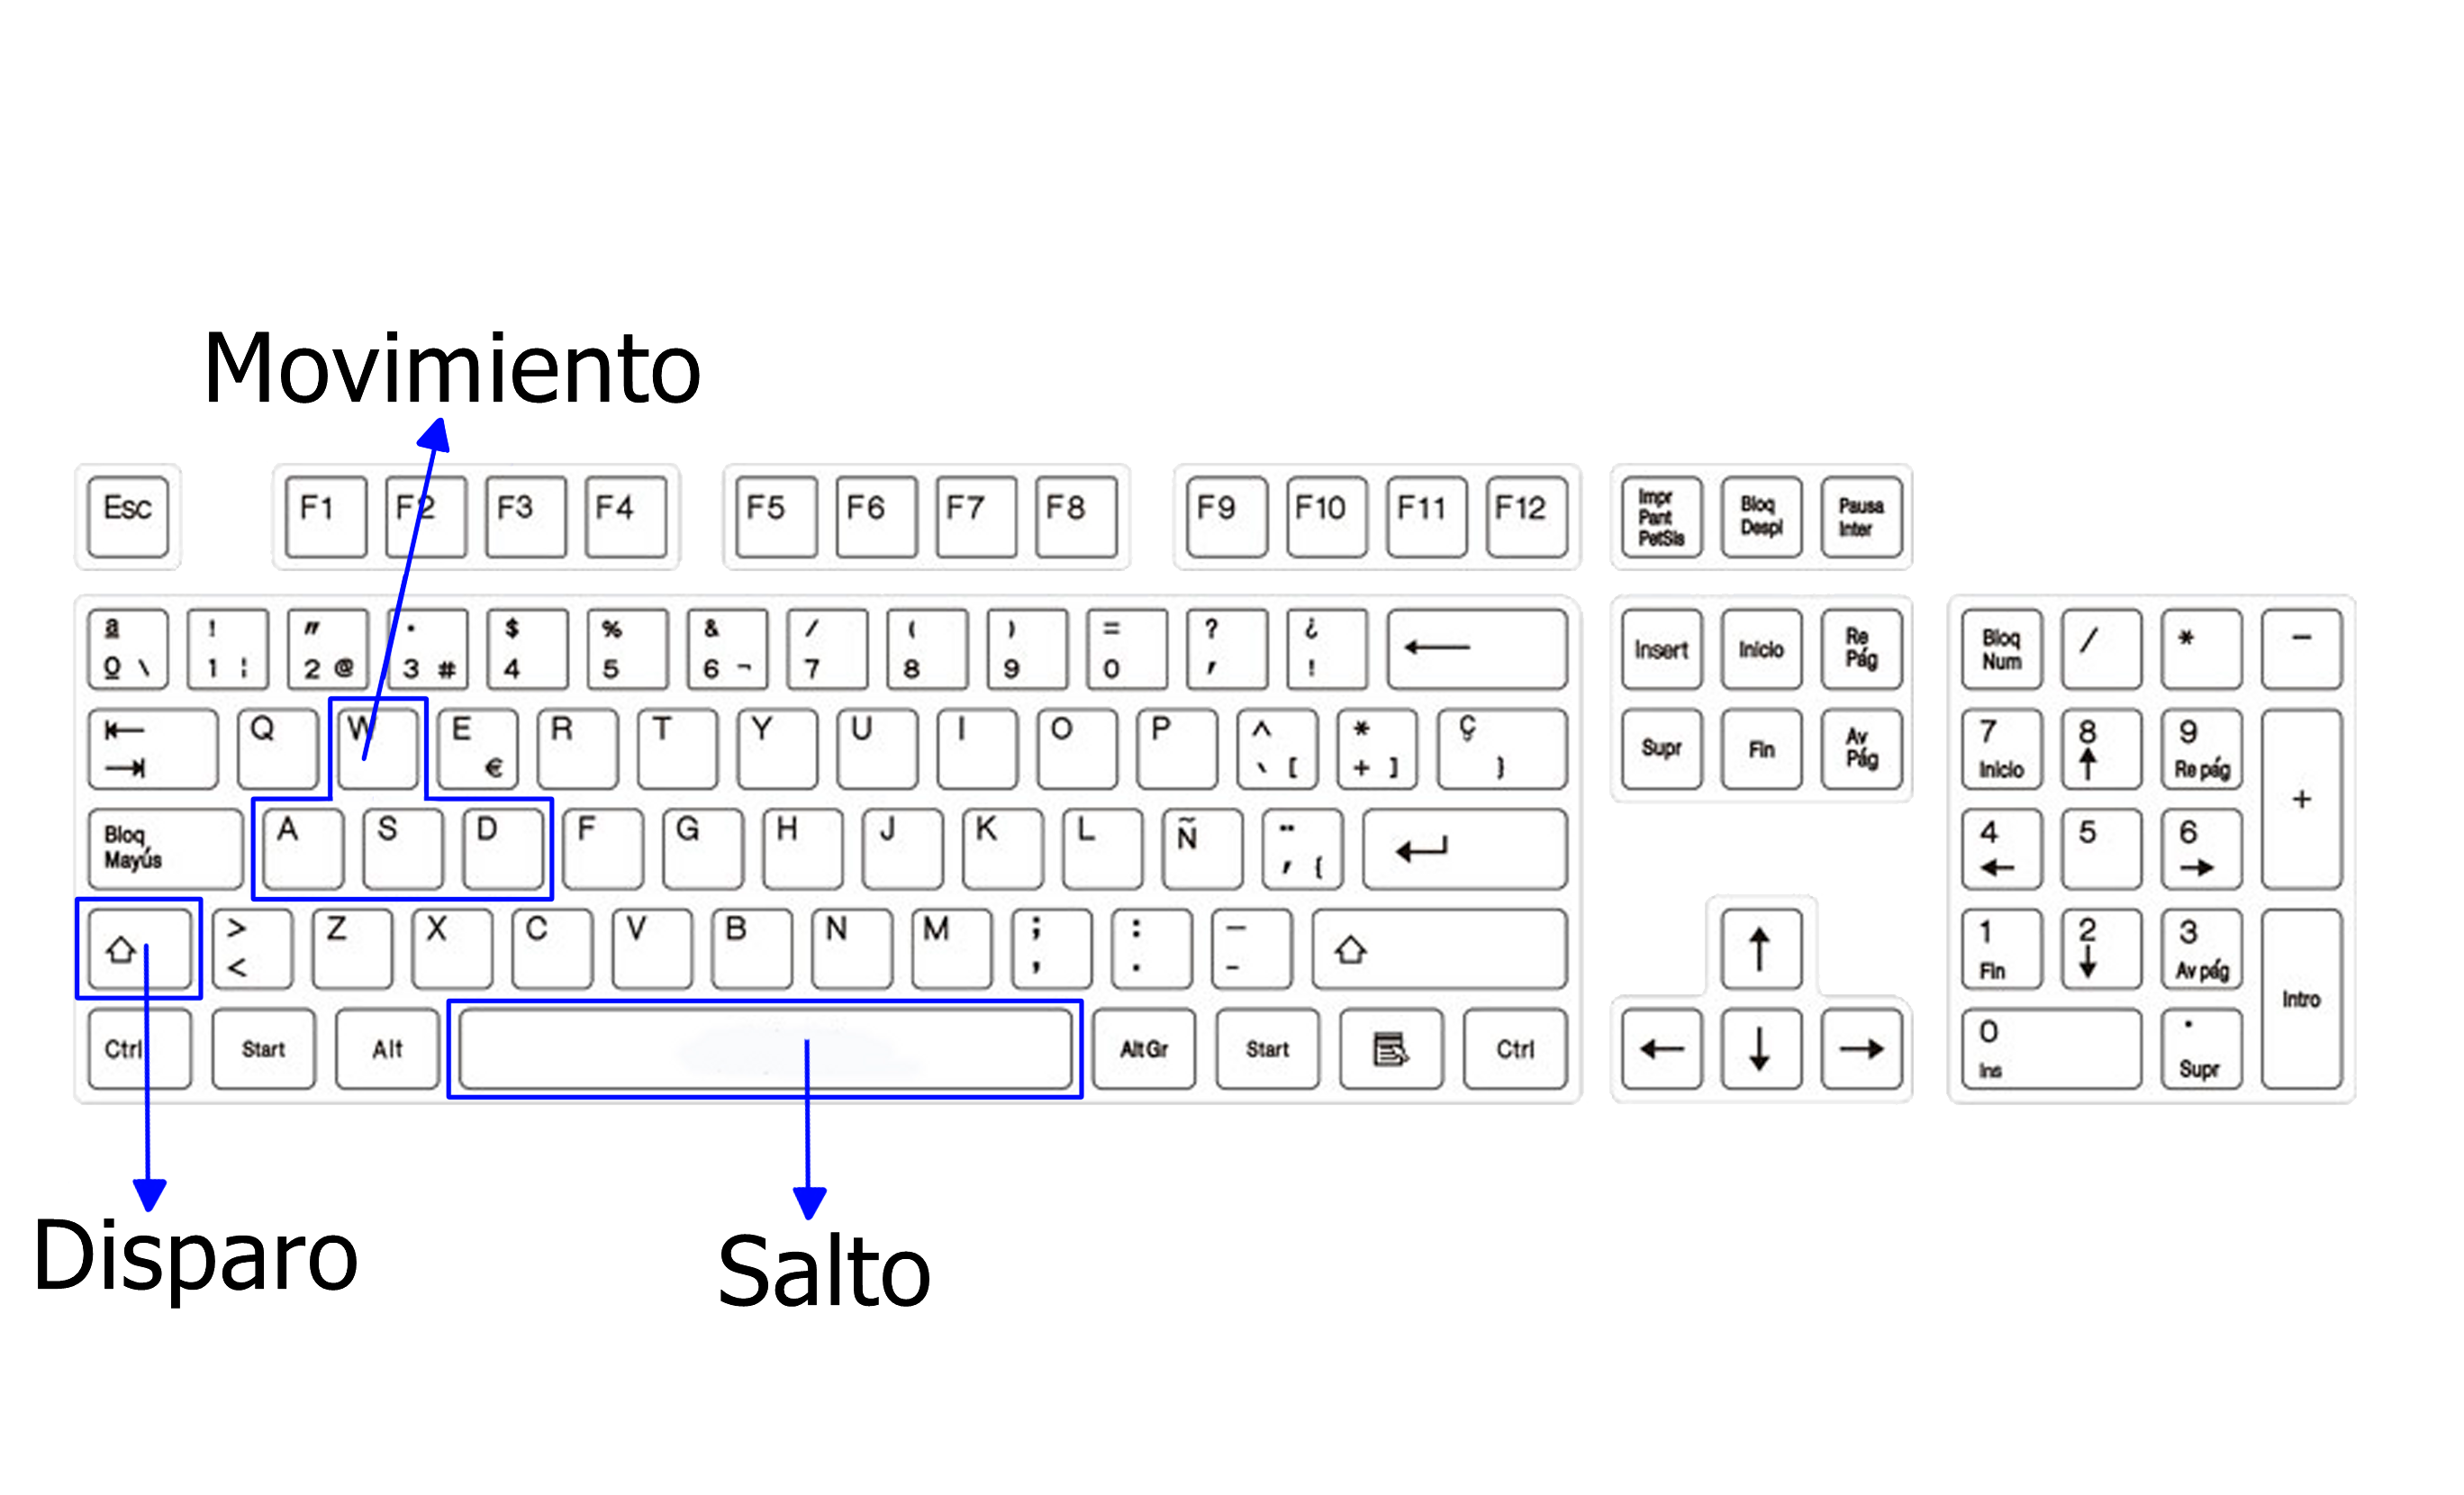 Movimiento
Esc F1 F2 F3 F4 F5 F6 F7 F8 F9 F10 F11 F12 Impr Pant PetSis Bloq Despl Pausa Inter
ª ! " · $ % & / ( ) = ? ¿
º \ 1 ¦ 2 @ 3 # 4 5 6 ¬ 7 8 9 0 ' !
Insert Inicio Re Pág Bloq Num / * −
Q W E € R T Y U I O P ^ ` [ * + ] Ç }
Supr Fin Av Pág 7 Inicio 8 ↑ 9 Re pág +
Bloq Mayús A S D F G H J K L Ñ ¨ ´ {
4 ← 5 6 →
> < Z X C V B N M ; , : . _ -
1 Fin 2 ↓ 3 Av pág Intro
Ctrl Start Alt Alt Gr Start Ctrl
0 Ins . Supr
Disparo
Salto